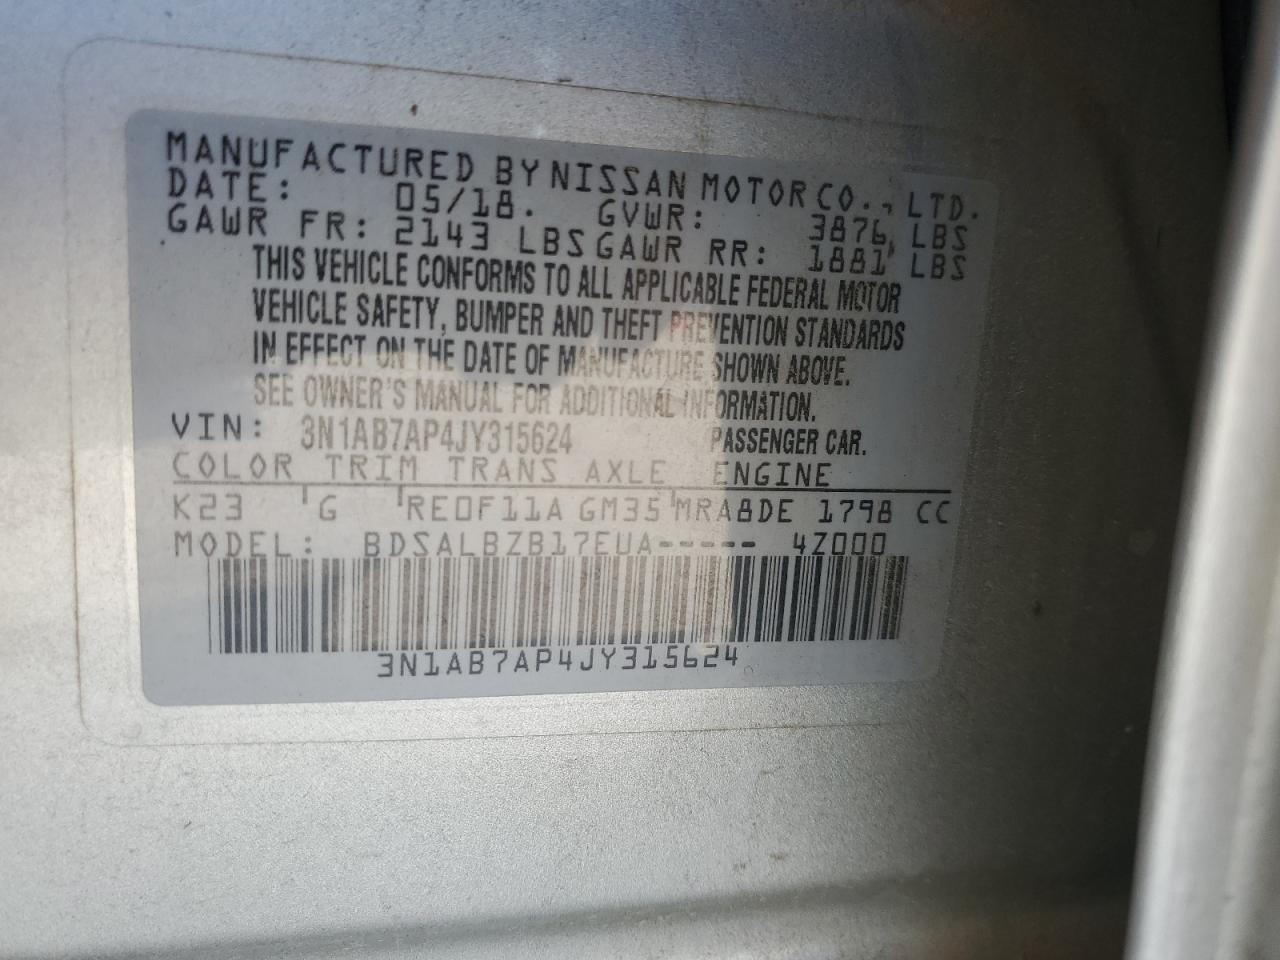 MANUFACTURED BY NISSAN MOTOR CO., LTD.
DATE: 05/18. GVWR: 3876 LBS
GAWR FR: 2143 LBS GAWR RR: 1881 LBS
THIS VEHICLE CONFORMS TO ALL APPLICABLE FEDERAL MOTOR
VEHICLE SAFETY, BUMPER AND THEFT PREVENTION STANDARDS
IN EFFECT ON THE DATE OF MANUFACTURE SHOWN ABOVE.
SEE OWNER'S MANUAL FOR ADDITIONAL INFORMATION.
VIN: 3N1AB7AP4JY315624 PASSENGER CAR.
COLOR TRIM TRANS AXLE ENGINE
K23 G RE0F11A GM35 MRA8DE 1798 CC
MODEL: BDSALBZB17EUA----- 4Z000
3N1AB7AP4JY315624